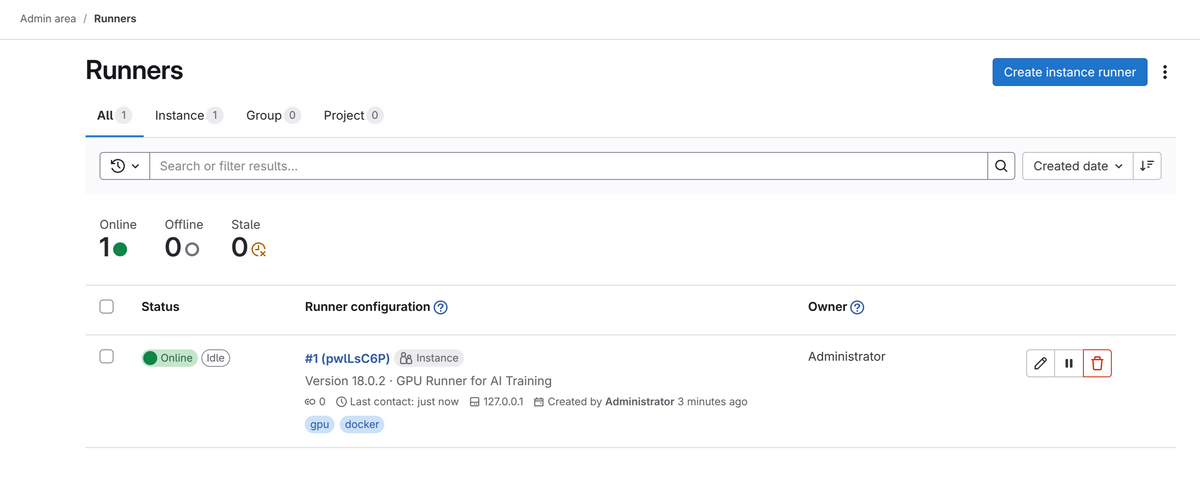 Admin area / Runners
Runners
Create instance runner
All 1 Instance 1 Group 0 Project 0
Search or filter results...
Created date
Online Offline Stale
1 0 0
Status Runner configuration Owner
Online Idle #1 (pwlLsC6P) Instance Administrator
Version 18.0.2 · GPU Runner for AI Training
0 Last contact: just now 127.0.0.1 Created by Administrator 3 minutes ago
gpu docker